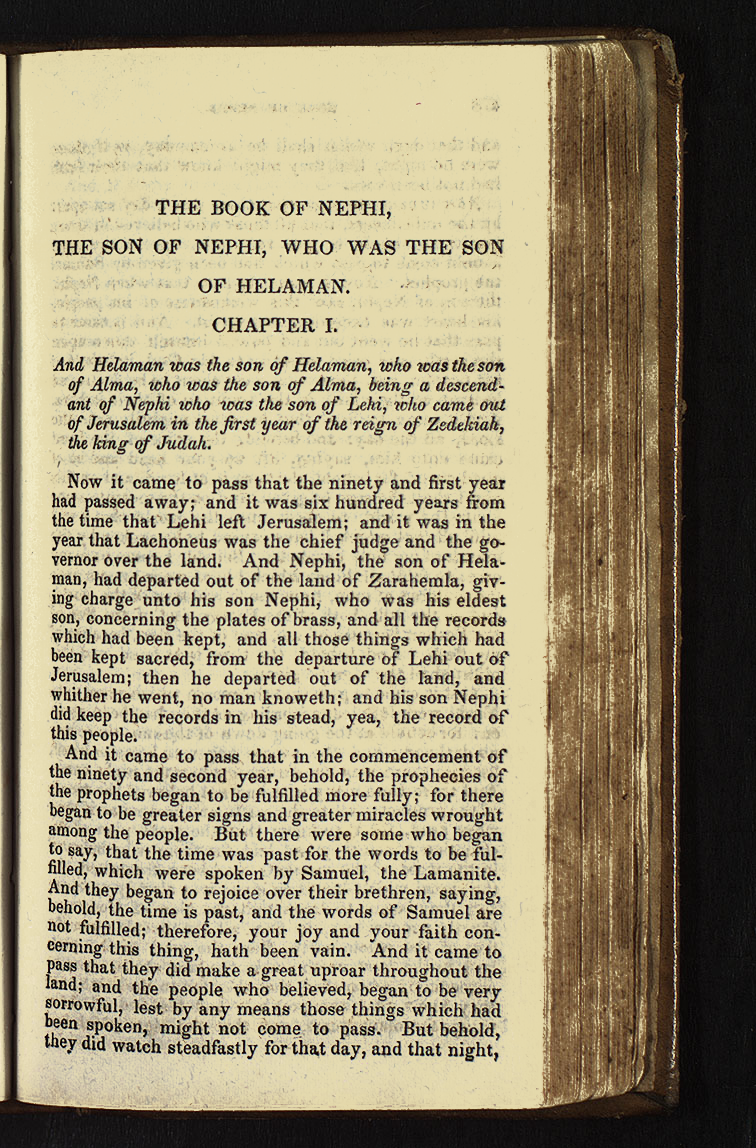 THE BOOK OF NEPHI,
THE SON OF NEPHI, WHO WAS THE SON
OF HELAMAN.
CHAPTER I.
And Helaman was the son of Helaman, who was the son
of Alma, who was the son of Alma, being a descend-
ant of Nephi who was the son of Lehi, who came out
of Jerusalem in the first year of the reign of Zedekiah,
the king of Judah.
Now it came to pass that the ninety and first year
had passed away; and it was six hundred years from
the time that Lehi left Jerusalem; and it was in the
year that Lachoneus was the chief judge and the go-
vernor over the land. And Nephi, the son of Hela-
man, had departed out of the land of Zarahemla, giv-
ing charge unto his son Nephi, who was his eldest
son, concerning the plates of brass, and all the records
which had been kept, and all those things which had
been kept sacred, from the departure of Lehi out of
Jerusalem; then he departed out of the land, and
whither he went, no man knoweth; and his son Nephi
did keep the records in his stead, yea, the record of
this people.
And it came to pass that in the commencement of
the ninety and second year, behold, the prophecies of
the prophets began to be fulfilled more fully; for there
began to be greater signs and greater miracles wrought
among the people. But there were some who began
to say, that the time was past for the words to be ful-
filled, which were spoken by Samuel, the Lamanite.
And they began to rejoice over their brethren, saying,
behold, the time is past, and the words of Samuel are
not fulfilled; therefore, your joy and your faith con-
cerning this thing, hath been vain. And it came to
pass that they did make a great uproar throughout the
land; and the people who believed, began to be very
sorrowful, lest by any means those things which had
been spoken, might not come to pass. But behold,
they did watch steadfastly for that day, and that night,